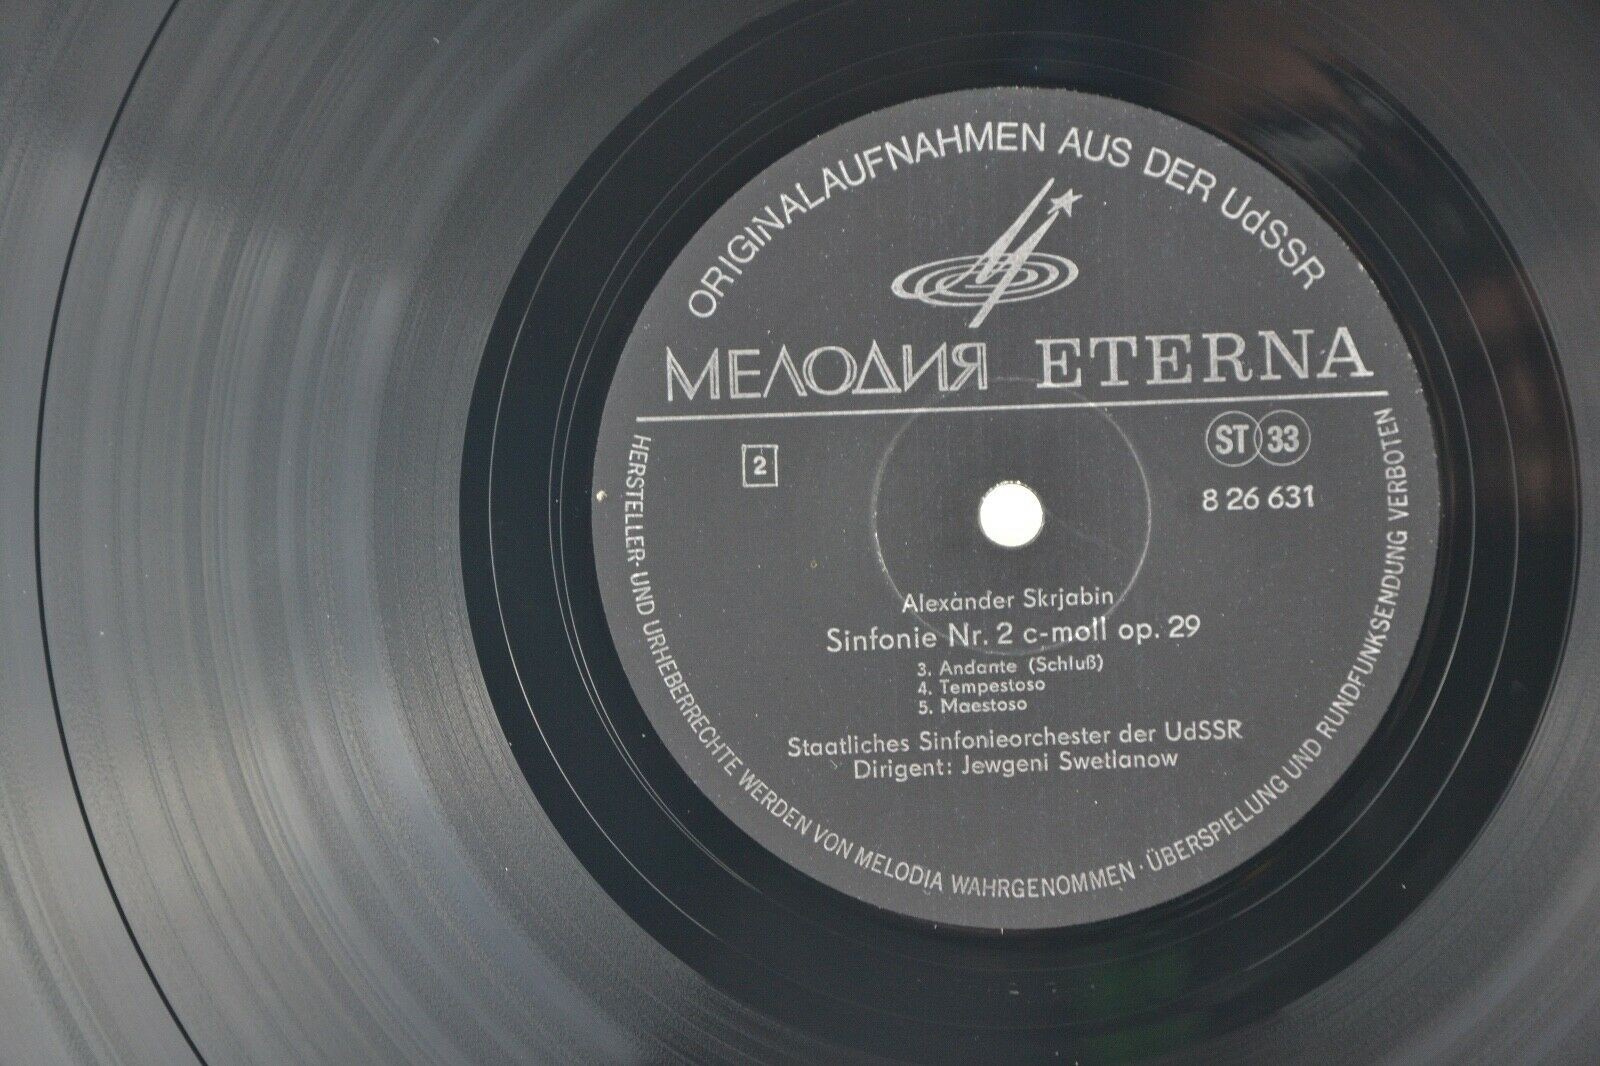 ORIGINALAUFNAHMEN AUS DER UdSSR
МЕЛОДИЯ ETERNA
2
ST 33
8 26 631
Alexander Skrjabin
Sinfonie Nr. 2 c-moll op. 29
3. Andante (Schluß)
4. Tempestoso
5. Maestoso
Staatliches Sinfonieorchester der UdSSR
Dirigent: Jewgeni Swetlanow
HERSTELLER- UND URHEBERRECHTE WERDEN VON MELODIA WAHRGENOMMEN · ÜBERSPIELUNG UND RUNDFUNKSENDUNG VERBOTEN